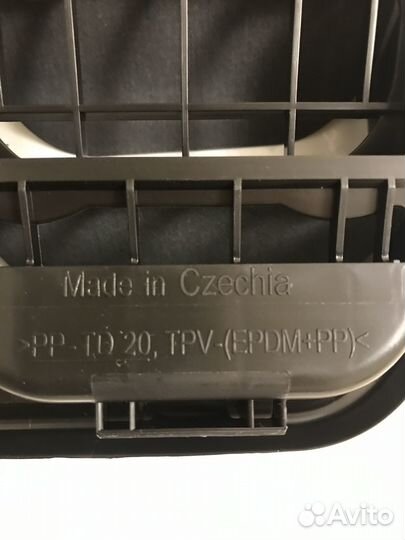 Made in Czechia
>PP-TD 20, TPV-(EPDM+PP)<
Avito